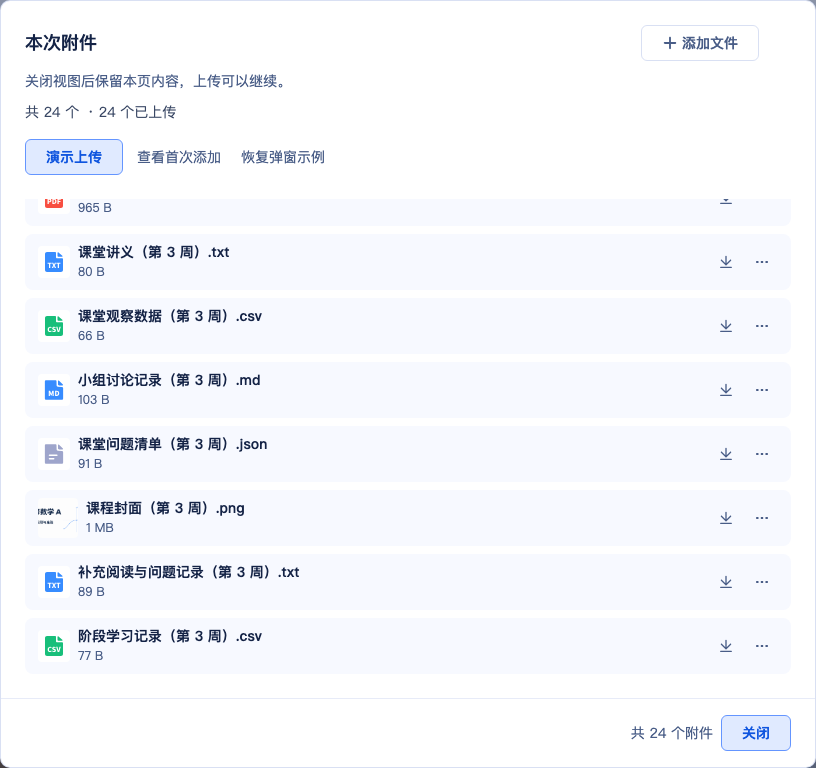 本次附件
添加文件
关闭视图后保留本页内容，上传可以继续。
共 24 个 · 24 个已上传
演示上传 查看首次添加 恢复弹窗示例
PDF
965 B
课堂讲义（第 3 周）.txt
TXT
80 B
课堂观察数据（第 3 周）.csv
CSV
66 B
小组讨论记录（第 3 周）.md
MD
103 B
课堂问题清单（第 3 周）.json
91 B
课程封面（第 3 周）.png
数学 A
1 MB
补充阅读与问题记录（第 3 周）.txt
TXT
89 B
阶段学习记录（第 3 周）.csv
CSV
77 B
共 24 个附件 关闭